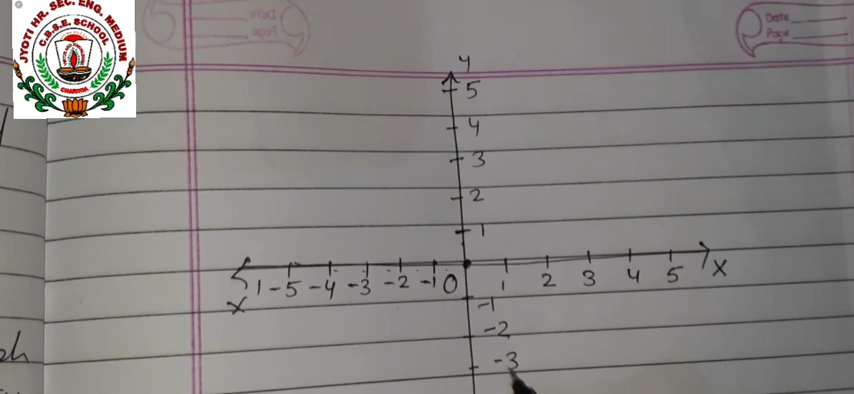 JYOTI HR. SEC. ENG. MEDIUM
C.B.S.E. SCHOOL
CHARODA
Date
Page
Y
5
4
3
2
1
X' -5 -4 -3 -2 -1 0 1 2 3 4 5 X
-1
-2
-3